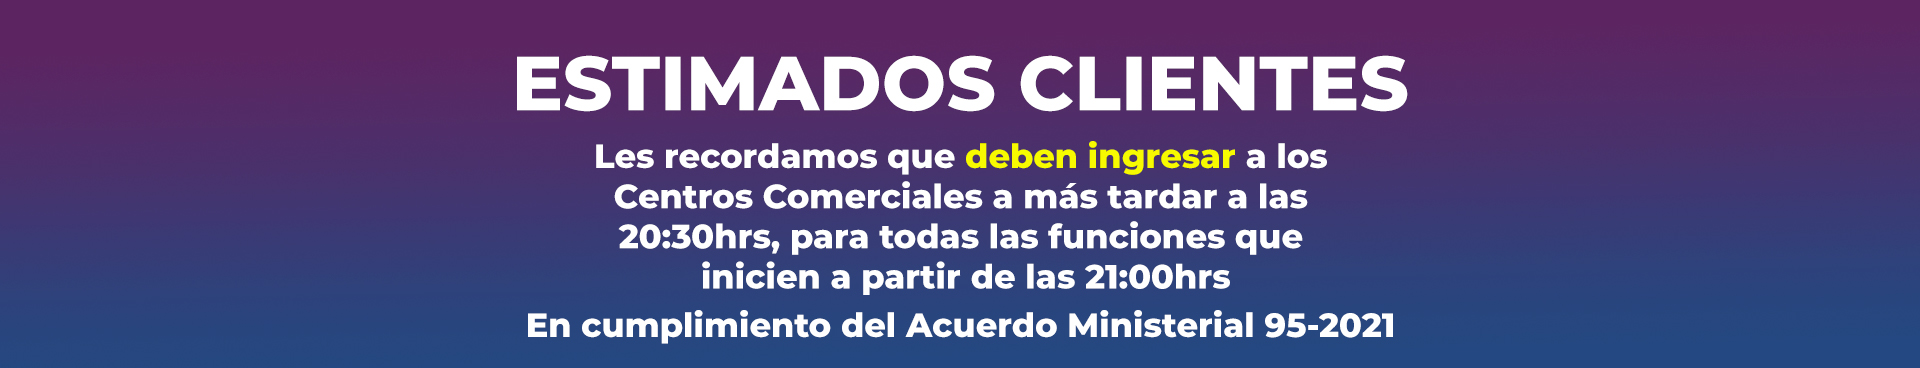 ESTIMADOS CLIENTES
Les recordamos que deben ingresar a los
Centros Comerciales a más tardar a las
20:30hrs, para todas las funciones que
inicien a partir de las 21:00hrs
En cumplimiento del Acuerdo Ministerial 95-2021